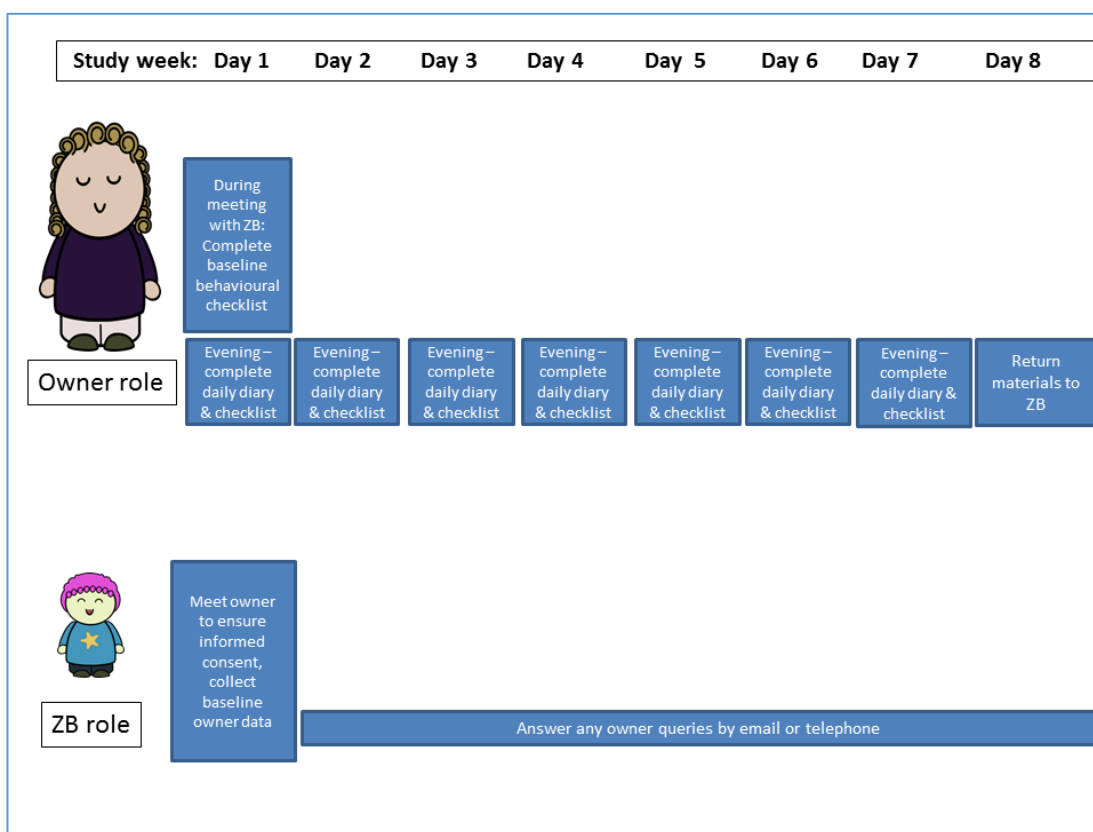 Study week: Day 1 Day 2 Day 3 Day 4 Day 5 Day 6 Day 7 Day 8
During
meeting
with ZB:
Complete
baseline
behavioural
checklist
Owner role
Evening–
complete
daily diary
& checklist
Evening–
complete
daily diary
& checklist
Evening–
complete
daily diary
& checklist
Evening–
complete
daily diary
& checklist
Evening–
complete
daily diary
& checklist
Evening–
complete
daily diary
& checklist
Evening–
complete
daily diary &
checklist
Return
materials to
ZB
Meet owner
to ensure
informed
consent,
collect
baseline
owner data
ZB role
Answer any owner queries by email or telephone